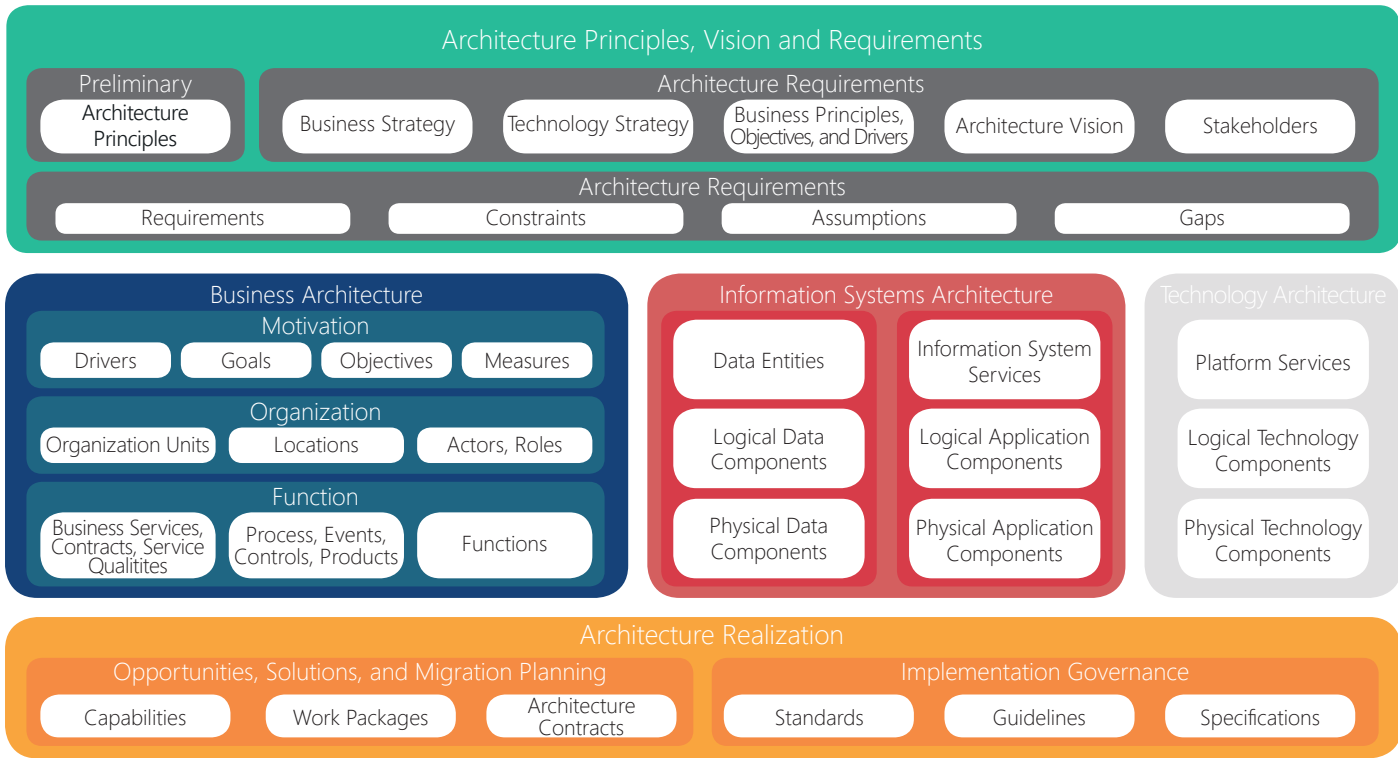 Architecture Principles, Vision and Requirements
Preliminary
Architecture
Principles
Architecture Requirements
Business Strategy
Technology Strategy
Business Principles,
Objectives, and Drivers
Architecture Vision
Stakeholders
Architecture Requirements
Requirements
Constraints
Assumptions
Gaps
Business Architecture
Motivation
Drivers
Goals
Objectives
Measures
Organization
Organization Units
Locations
Actors, Roles
Function
Business Services,
Contracts, Service
Qualitites
Process, Events,
Controls, Products
Functions
Information Systems Architecture
Data Entities
Logical Data
Components
Physical Data
Components
Information System
Services
Logical Application
Components
Physical Application
Components
Technology Architecture
Platform Services
Logical Technology
Components
Physical Technology
Components
Architecture Realization
Opportunities, Solutions, and Migration Planning
Capabilities
Work Packages
Architecture
Contracts
Implementation Governance
Standards
Guidelines
Specifications